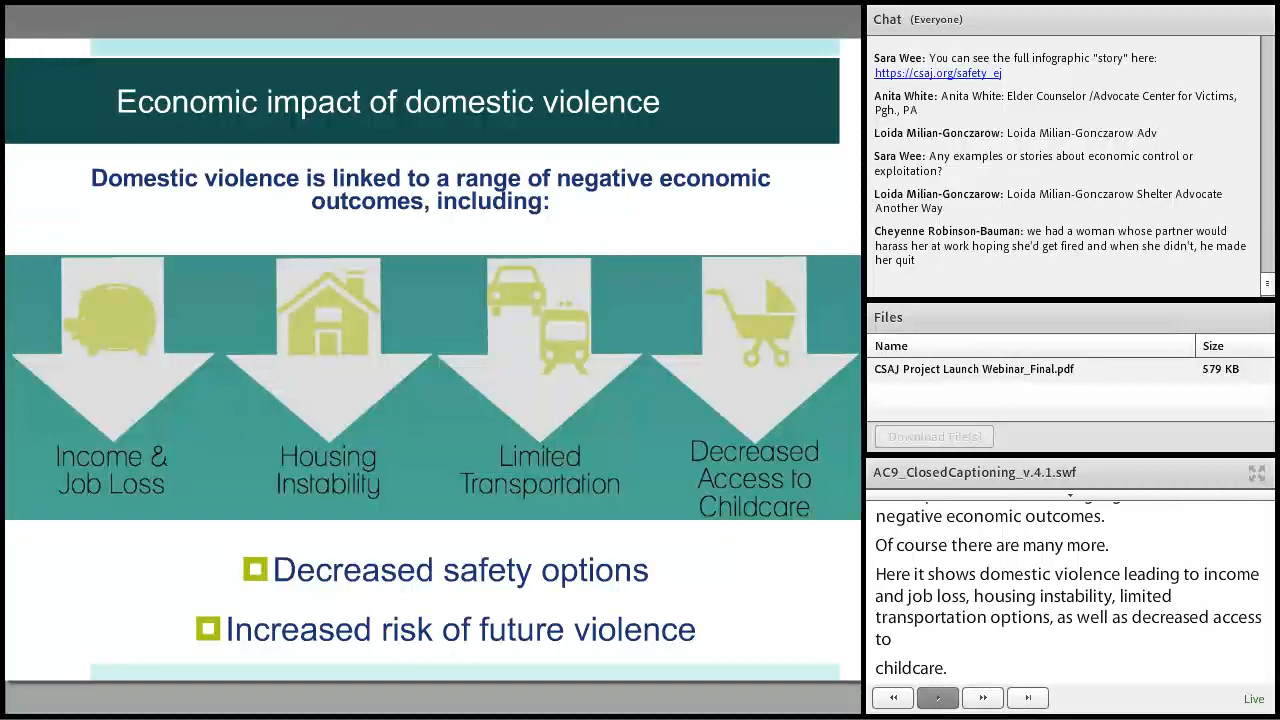 Economic impact of domestic violence
Domestic violence is linked to a range of negative economic
outcomes, including:
Income &
Job Loss
Housing
Instability
Limited
Transportation
Decreased
Access to
Childcare
Decreased safety options
Increased risk of future violence
Chat (Everyone)
Sara Wee: You can see the full infographic "story" here:
https://csaj.org/safety_ej
Anita White: Anita White: Elder Counselor /Advocate Center for Victims,
Pgh., PA
Loida Milian-Gonczarow: Loida Milian-Gonczarow Adv
Sara Wee: Any examples or stories about economic control or
exploitation?
Loida Milian-Gonczarow: Loida Milian-Gonczarow Shelter Advocate
Another Way
Cheyenne Robinson-Bauman: we had a woman whose partner would
harass her at work hoping she'd get fired and when she didn't, he made
her quit
Files
Name Size
CSAJ Project Launch Webinar_Final.pdf 579 KB
Download File(s)
AC9_ClosedCaptioning_v.4.1.swf
negative economic outcomes.
Of course there are many more.
Here it shows domestic violence leading to income
and job loss, housing instability, limited
transportation options, as well as decreased access
to
childcare.
Live